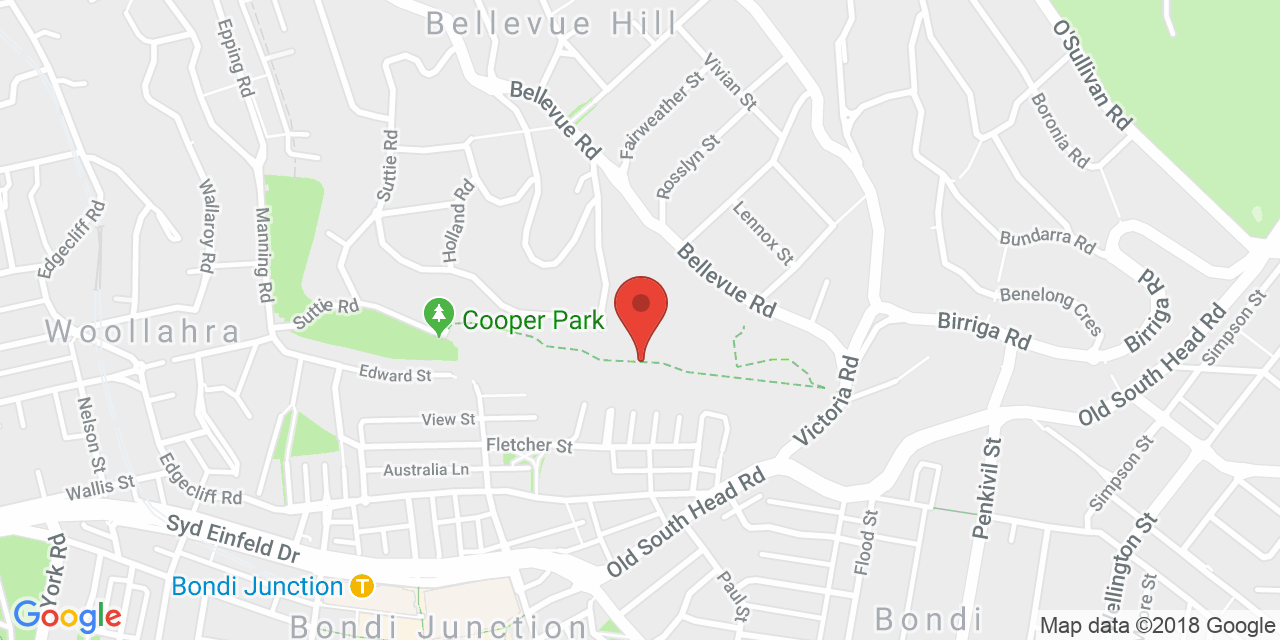 Bellevue Hill
Epping Rd
O'Sullivan Rd
Vivian St
Bellevue Rd
Fairweather St
Boronia Rd
Suttie Rd
Rosslyn St
Wallaroy Rd
Holland Rd
Edgecliff Rd
Manning Rd
Lennox St
Bundarra Rd
Bellevue Rd
Birriga Rd
Benelong Cres
Suttie Rd
Cooper Park
Woollahra
Birriga Rd
Simpson St
Old South Head Rd
Edward St
Victoria Rd
View St
Nelson St
Fletcher St
Australia Ln
Edgecliff Rd
Wallis St
Simpson St
Penkivil St
Old South Head Rd
Syd Einfeld Dr
Flood St
York Rd
Bondi Junction
T
Paul St
ellington St
ore St
Google
Bondi Junction
Bondi
Map data ©2018 Google